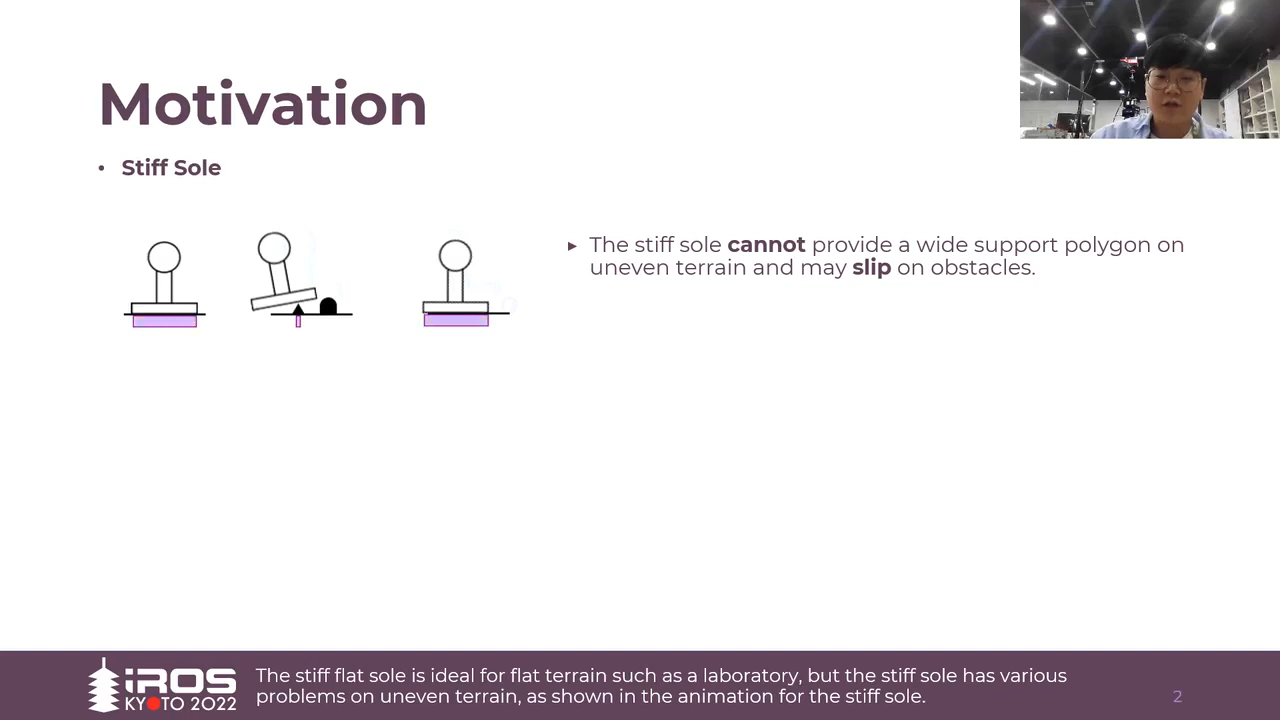 Motivation
• Stiff Sole
▸ The stiff sole cannot provide a wide support polygon on
uneven terrain and may slip on obstacles.
iROS
KYOTO 2022
The stiff flat sole is ideal for flat terrain such as a laboratory, but the stiff sole has various
problems on uneven terrain, as shown in the animation for the stiff sole.
2